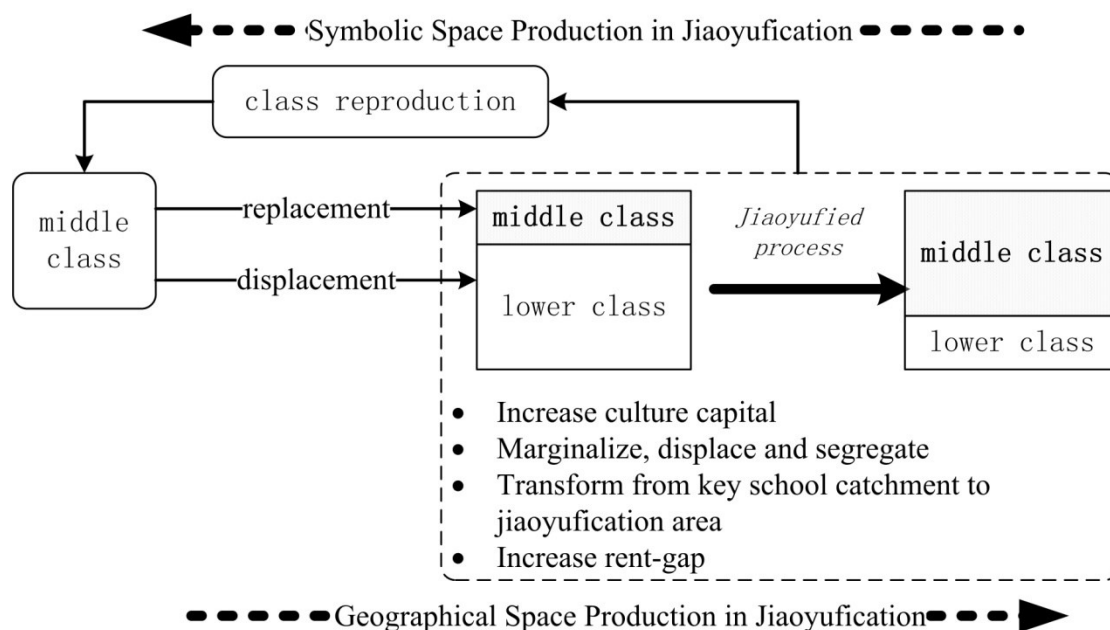 Symbolic Space Production in Jiaoyufication
class reproduction
middle
class
replacement
displacement
middle class
lower class
Jiaoyufied
process
middle class
lower class
• Increase culture capital
• Marginalize, displace and segregate
• Transform from key school catchment to
jiaoyufication area
• Increase rent-gap
Geographical Space Production in Jiaoyufication